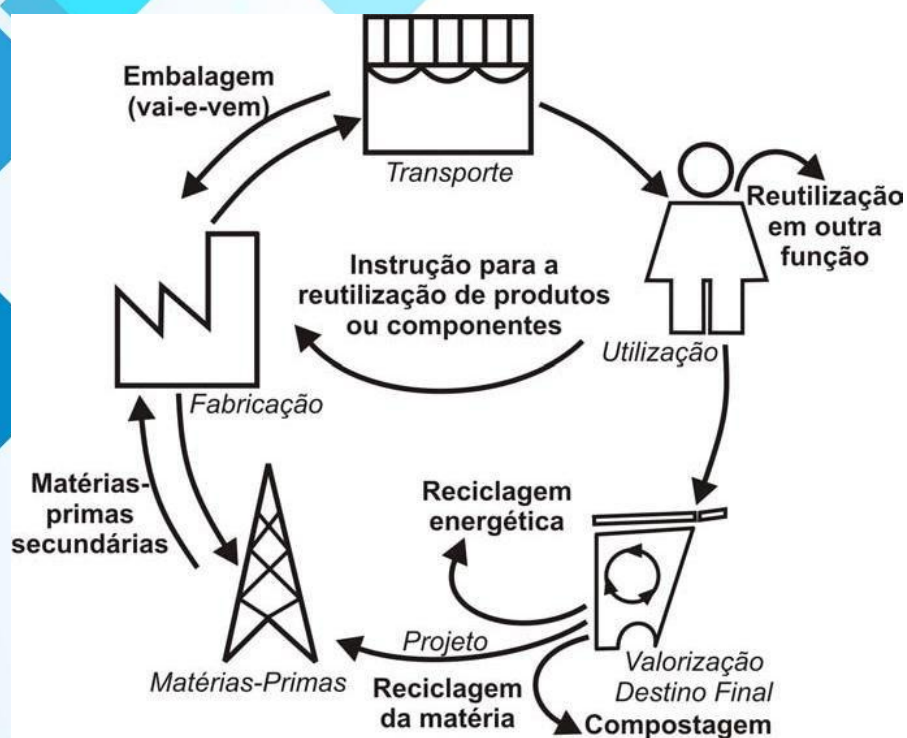 Embalagem
(vai-e-vem)
Transporte
Reutilização
em outra
função
Instrução para a
reutilização de produtos
ou componentes
Utilização
Fabricação
Matérias-
primas
secundárias
Reciclagem
energética
Projeto
Matérias-Primas
Reciclagem
da matéria
Valorização
Destino Final
Compostagem